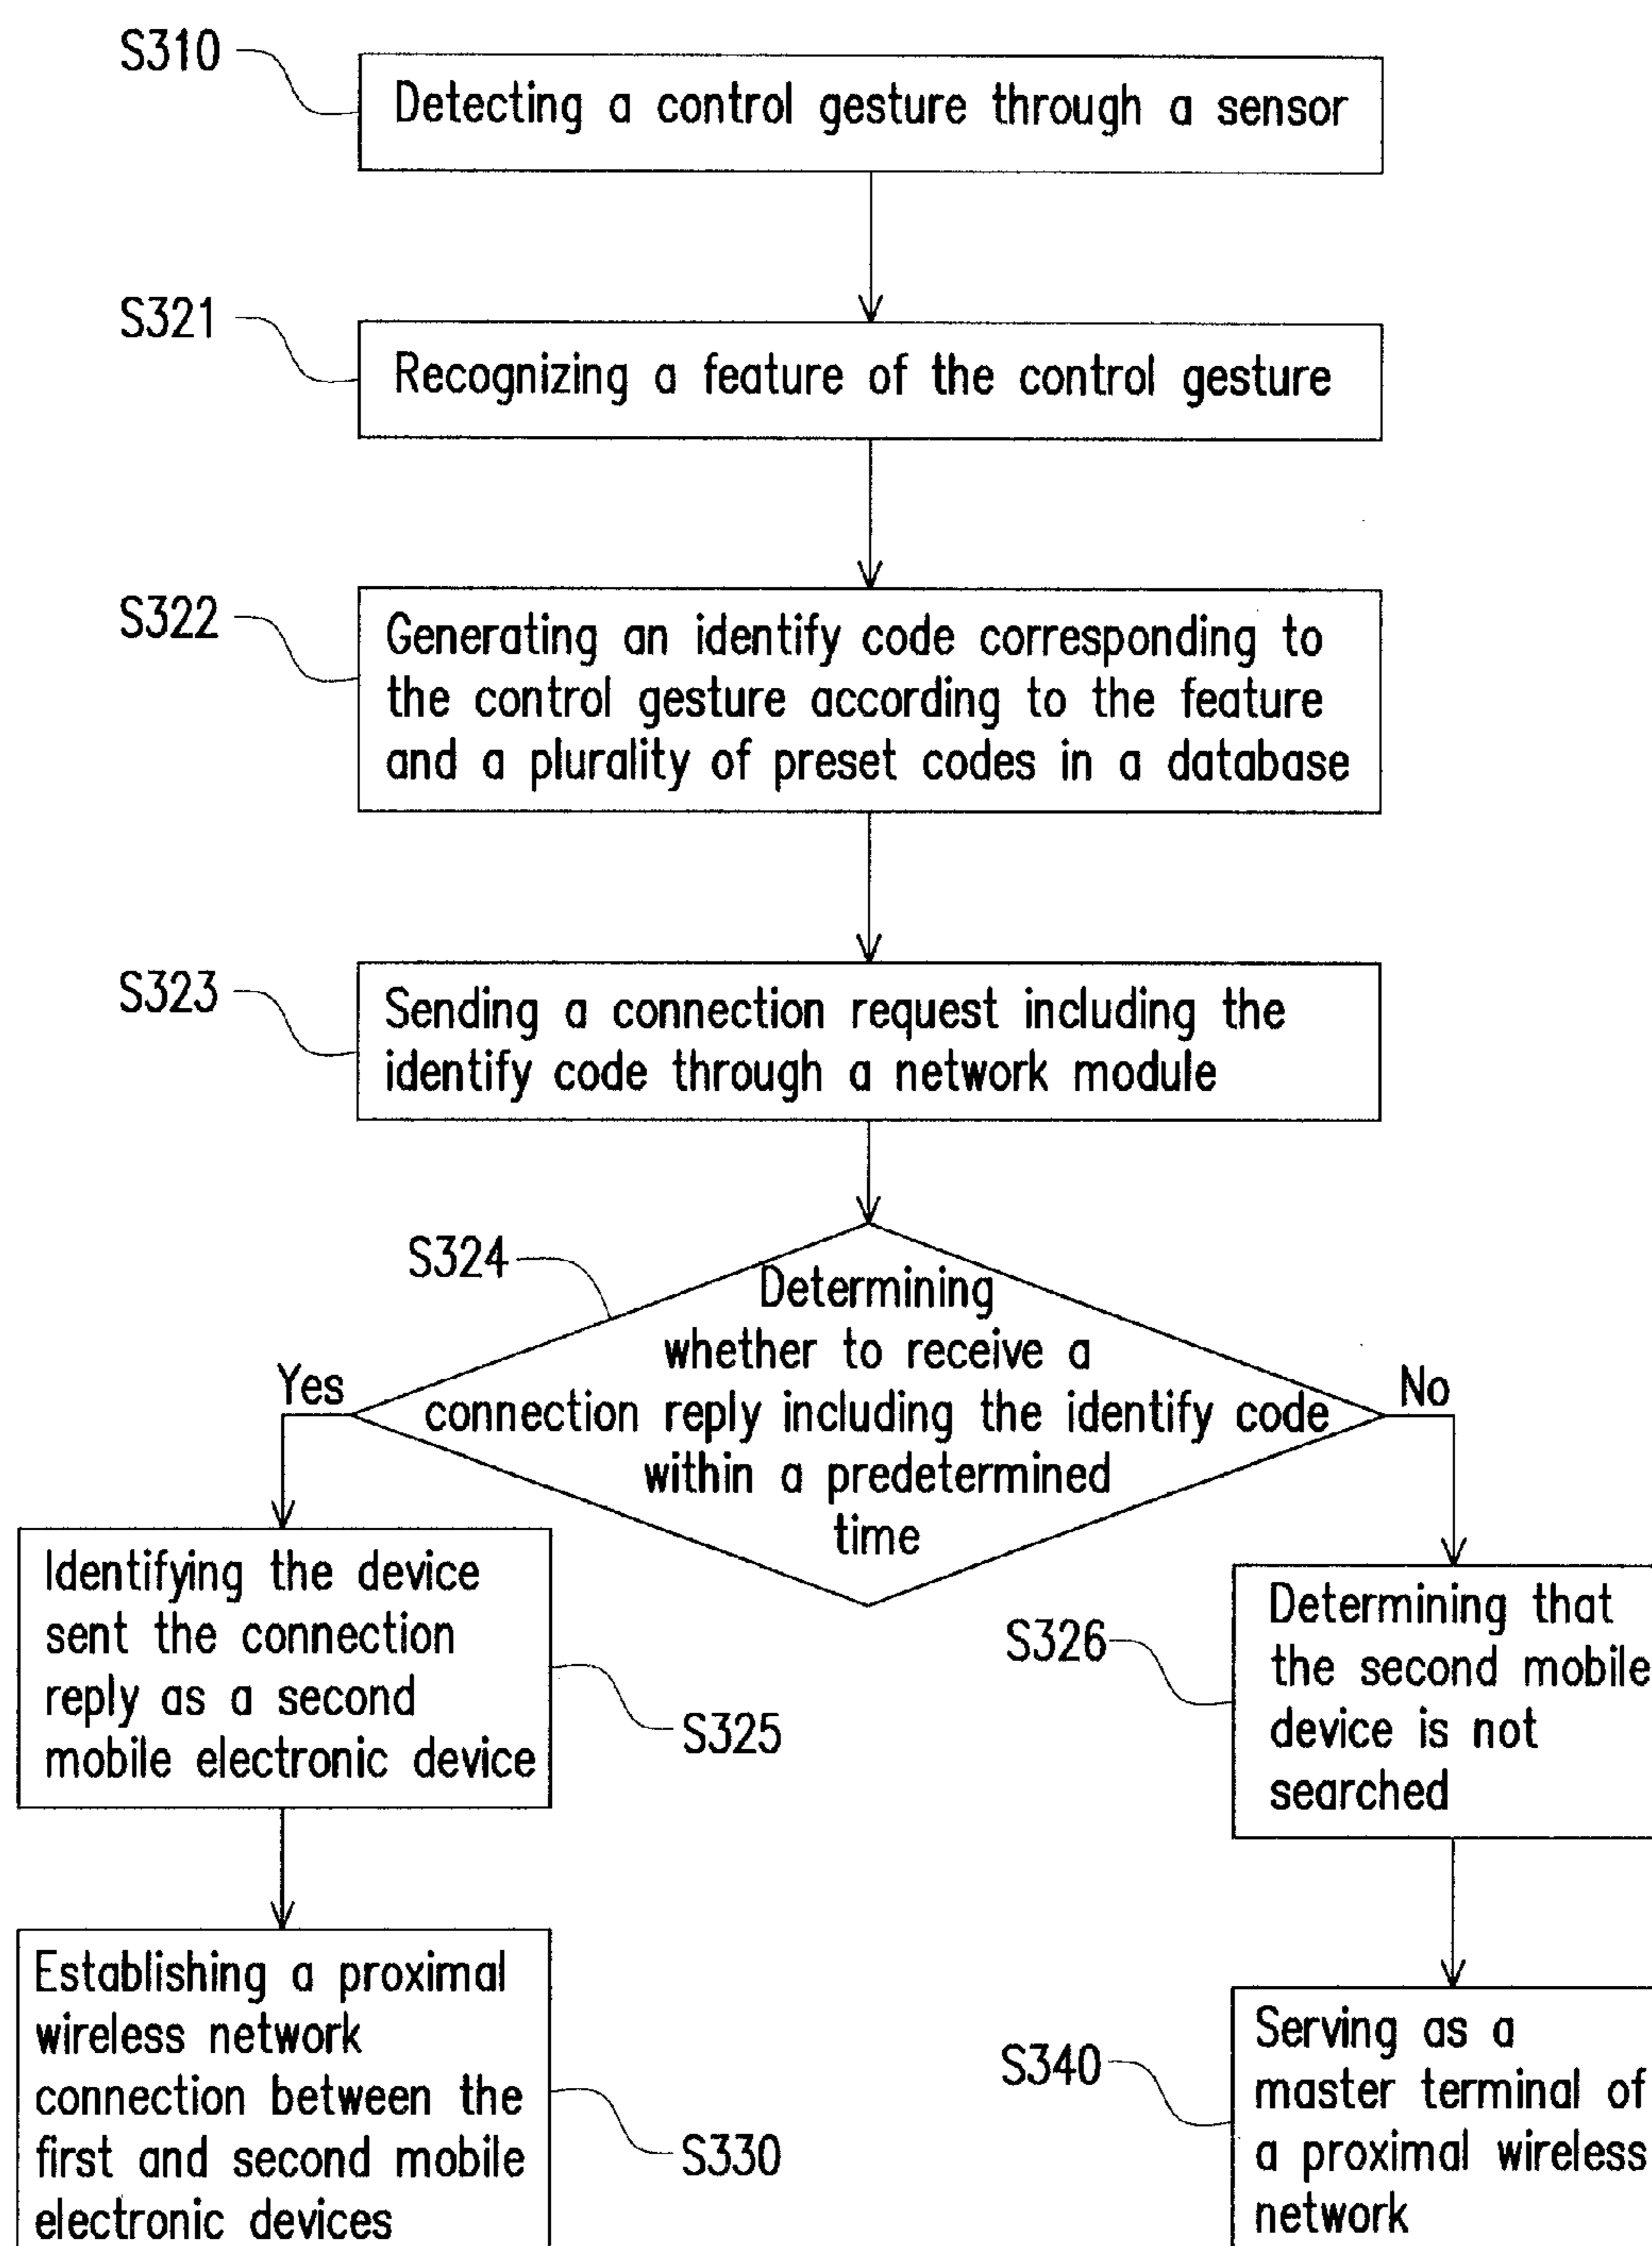 S310
Detecting a control gesture through a sensor
S321
Recognizing a feature of the control gesture
S322
Generating an identify code corresponding to
the control gesture according to the feature
and a plurality of preset codes in a database
S323
Sending a connection request including the
identify code through a network module
S324
Determining
whether to receive a
connection reply including the identify code
within a predetermined
time
Yes
No
Identifying the device
sent the connection
reply as a second
mobile electronic device
S325
S326
Determining that
the second mobile
device is not
searched
Establishing a proximal
wireless network
connection between the
first and second mobile
electronic devices
S330
S340
Serving as a
master terminal of
a proximal wireless
network